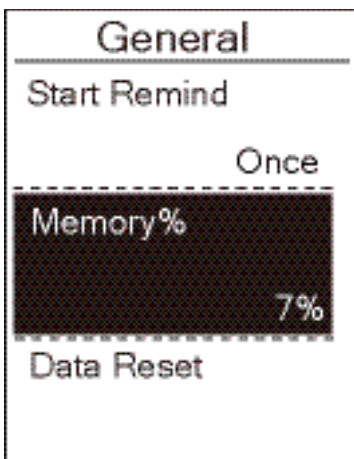 General
Start Remind
Once
Memory%
7%
Data Reset